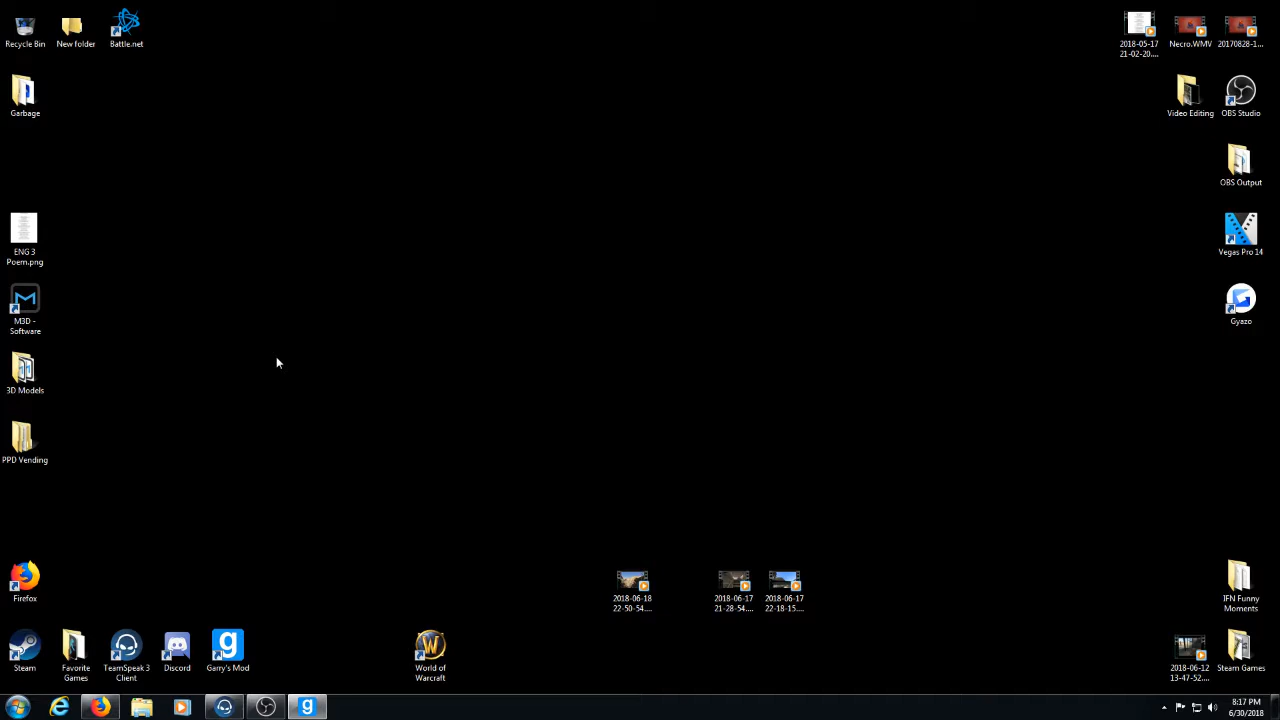 Recycle Bin
New folder
Battle.net
2018-05-17
21-02-20....
Necro.WMV
20170828-1...
Garbage
Video Editing
OBS Studio
OBS Output
ENG 3
Poem.png
Vegas Pro 14
M3D -
Software
Gyazo
3D Models
PPD Vending
Firefox
2018-06-18
22-50-54....
2018-06-17
21-28-54....
2018-06-17
22-18-15....
IFN Funny
Moments
Steam
Favorite
Games
TeamSpeak 3
Client
Discord
Garry's Mod
World of
Warcraft
2018-06-12
13-47-52....
Steam Games
8:17 PM
6/30/2018